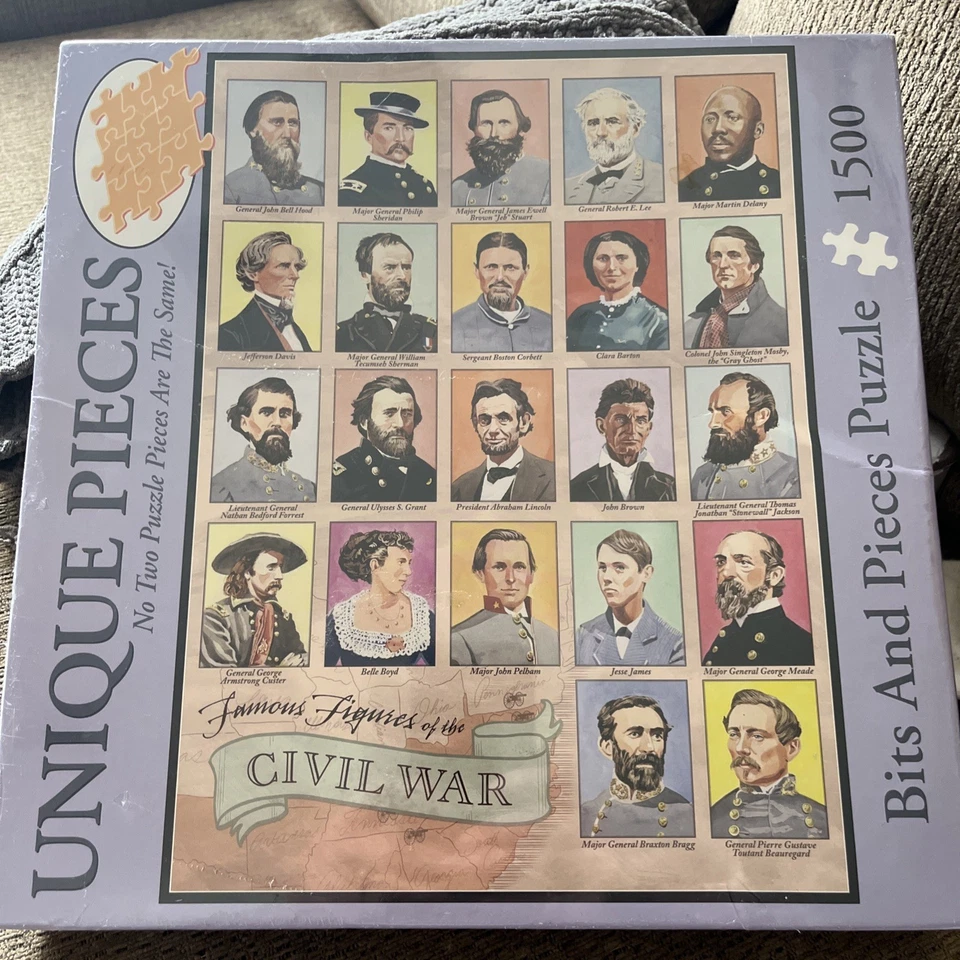 UNIQUE PIECES
No Two Puzzle Pieces Are The Same!
General John Bell Hood
Major General Philip
Sheridan
Major General James Ewell
Brown "Jeb" Stuart
General Robert E. Lee
Major Martin Delany
Jefferson Davis
Major General William
Tecumseh Sherman
Sergeant Boston Corbett
Clara Barton
Colonel John Singleton Mosby,
the "Gray Ghost"
Lieutenant General
Nathan Bedford Forrest
General Ulysses S. Grant
President Abraham Lincoln
John Brown
Lieutenant General Thomas
Jonathan "Stonewall" Jackson
General George
Armstrong Custer
Belle Boyd
Major John Pelham
Jesse James
Major General George Meade
Famous Figures of the
CIVIL WAR
Major General Braxton Bragg
General Pierre Gustave
Toutant Beauregard
Bits And Pieces Puzzle 1500